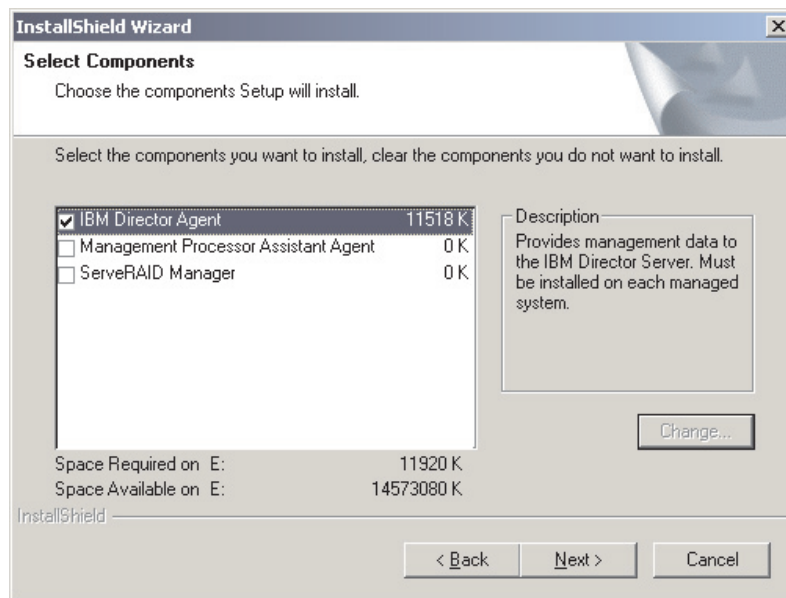 InstallShield Wizard
Select Components
Choose the components Setup will install.
Select the components you want to install, clear the components you do not want to install.
IBM Director Agent 11518 K
Management Processor Assistant Agent 0 K
ServeRAID Manager 0 K
Description
Provides management data to
the IBM Director Server. Must
be installed on each managed
system.
Change...
Space Required on E: 11920 K
Space Available on E: 14573080 K
InstallShield
< Back Next > Cancel